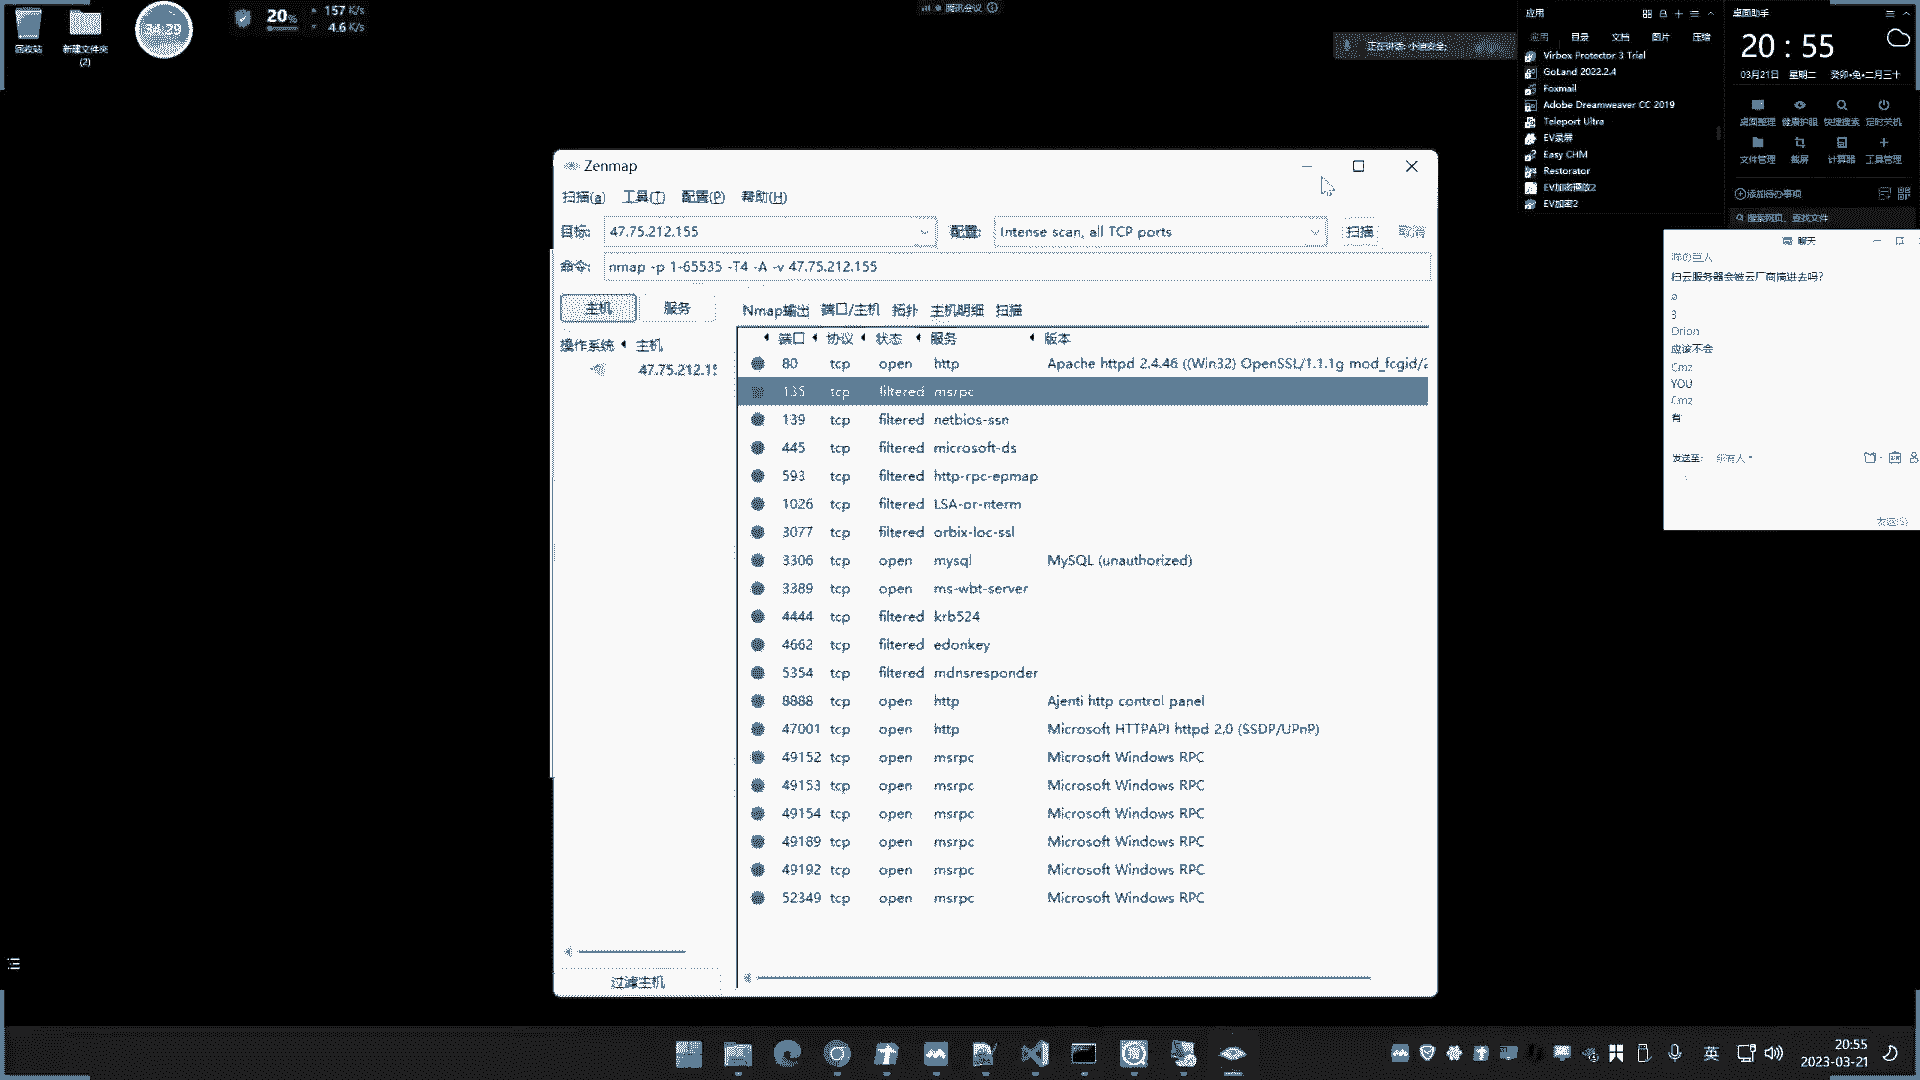 回收站
新建文件夹
(2)
34:29
20%
157 K/s
4.6 K/s
腾讯会议
正在讲话: 小迪安全;
应用
应用 目录 文档 图片 压缩
Virbox Protector 3 Trial
GoLand 2022.2.4
Foxmail
Adobe Dreamweaver CC 2019
Teleport Ultra
EV录屏
Easy CHM
Restorator
EV加密播放2
EV加密2
桌面助手
20 : 55
03月21日 星期二 癸卯•兔•二月三十
桌面整理 健康护眼 快捷搜索 定时关机
文件管理 截屏 计算器 工具管理
添加待办事项
搜索网页、查找文件
聊天
扫云服务器会被云厂商搞进去吗?
a
3
Orion
应该不会
Cmz
YOU
Cmz
有
发送至: 所有人
发送(S)
Zenmap
扫描(a) 工具(T) 配置(P) 帮助(H)
目标: 47.75.212.155 配置: Intense scan, all TCP ports 扫描 取消
命令: nmap -p 1-65535 -T4 -A -v 47.75.212.155
主机 服务 Nmap输出 端口/主机 拓扑 主机明细 扫描
操作系统 主机
47.75.212.15
端口 协议 状态 服务 版本
80 tcp open http Apache httpd 2.4.46 ((Win32) OpenSSL/1.1.1g mod_fcgid/2
135 tcp filtered msrpc
139 tcp filtered netbios-ssn
445 tcp filtered microsoft-ds
593 tcp filtered http-rpc-epmap
1026 tcp filtered LSA-or-nterm
3077 tcp filtered orbix-loc-ssl
3306 tcp open mysql MySQL (unauthorized)
3389 tcp open ms-wbt-server
4444 tcp filtered krb524
4662 tcp filtered edonkey
5354 tcp filtered mdnsresponder
8888 tcp open http Ajenti http control panel
47001 tcp open http Microsoft HTTPAPI httpd 2.0 (SSDP/UPnP)
49152 tcp open msrpc Microsoft Windows RPC
49153 tcp open msrpc Microsoft Windows RPC
49154 tcp open msrpc Microsoft Windows RPC
49189 tcp open msrpc Microsoft Windows RPC
49192 tcp open msrpc Microsoft Windows RPC
52349 tcp open msrpc Microsoft Windows RPC
过滤主机
英
20:55
2023-03-21